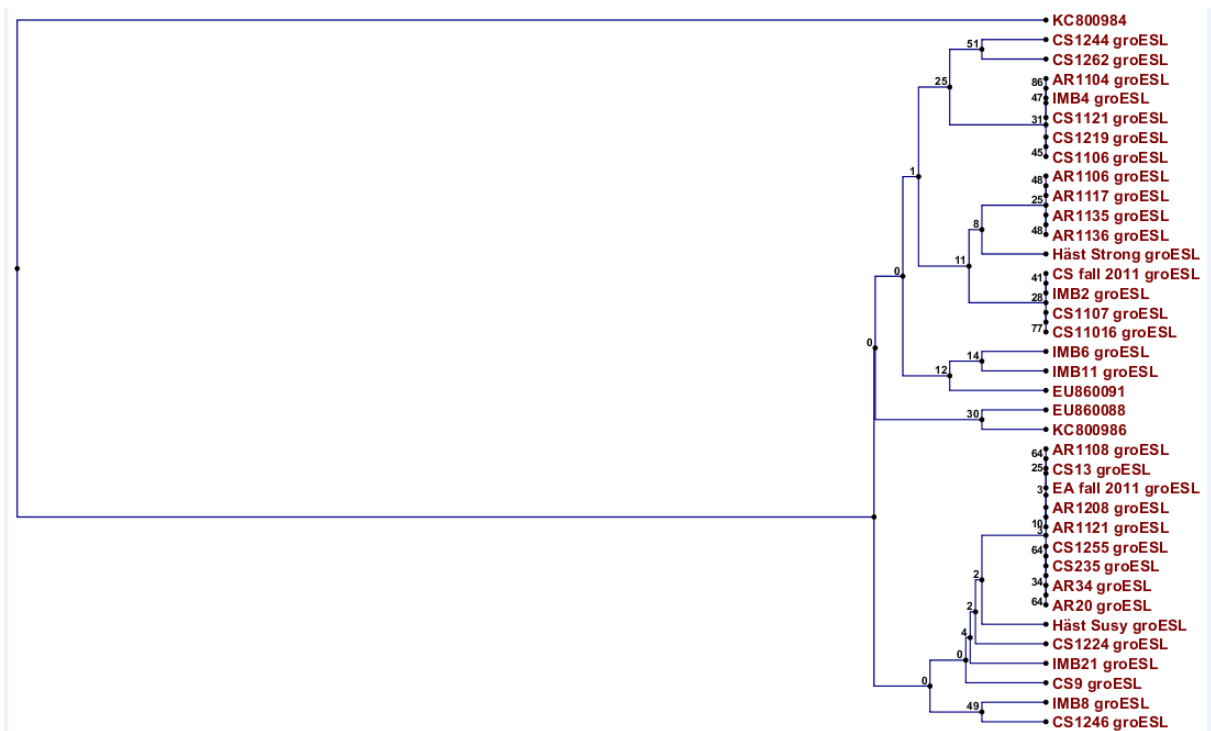 KC800984
CS1244 groESL
51
CS1262 groESL
AR1104 groESL
86
25
IMB4 groESL
47
CS1121 groESL
31
CS1219 groESL
CS1106 groESL
45
1
AR1106 groESL
48
AR1117 groESL
25
AR1135 groESL
8
AR1136 groESL
48
Häst Strong groESL
11
0
CS fall 2011 groESL
41
IMB2 groESL
28
CS1107 groESL
CS11016 groESL
77
0
IMB6 groESL
14
IMB11 groESL
12
EU860091
EU860088
30
KC800986
AR1108 groESL
64
CS13 groESL
25
EA fall 2011 groESL
3
AR1208 groESL
AR1121 groESL
10
3
CS1255 groESL
64
CS235 groESL
2
AR34 groESL
34
AR20 groESL
64
2
Häst Susy groESL
4
CS1224 groESL
0
IMB21 groESL
0
CS9 groESL
IMB8 groESL
49
CS1246 groESL